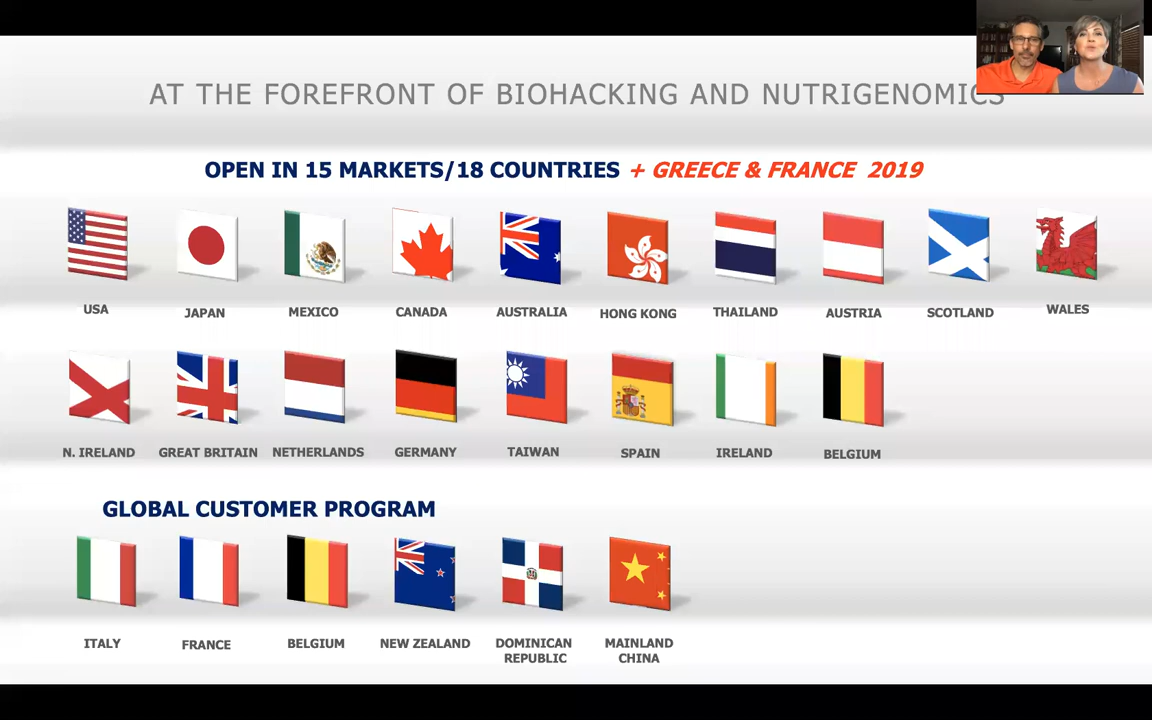 AT THE FOREFRONT OF BIOHACKING AND NUTRIGENOMICS
OPEN IN 15 MARKETS/18 COUNTRIES + GREECE & FRANCE 2019
USA JAPAN MEXICO CANADA AUSTRALIA HONG KONG THAILAND AUSTRIA SCOTLAND WALES
N. IRELAND GREAT BRITAIN NETHERLANDS GERMANY TAIWAN SPAIN IRELAND BELGIUM
GLOBAL CUSTOMER PROGRAM
ITALY FRANCE BELGIUM NEW ZEALAND DOMINICAN REPUBLIC MAINLAND CHINA